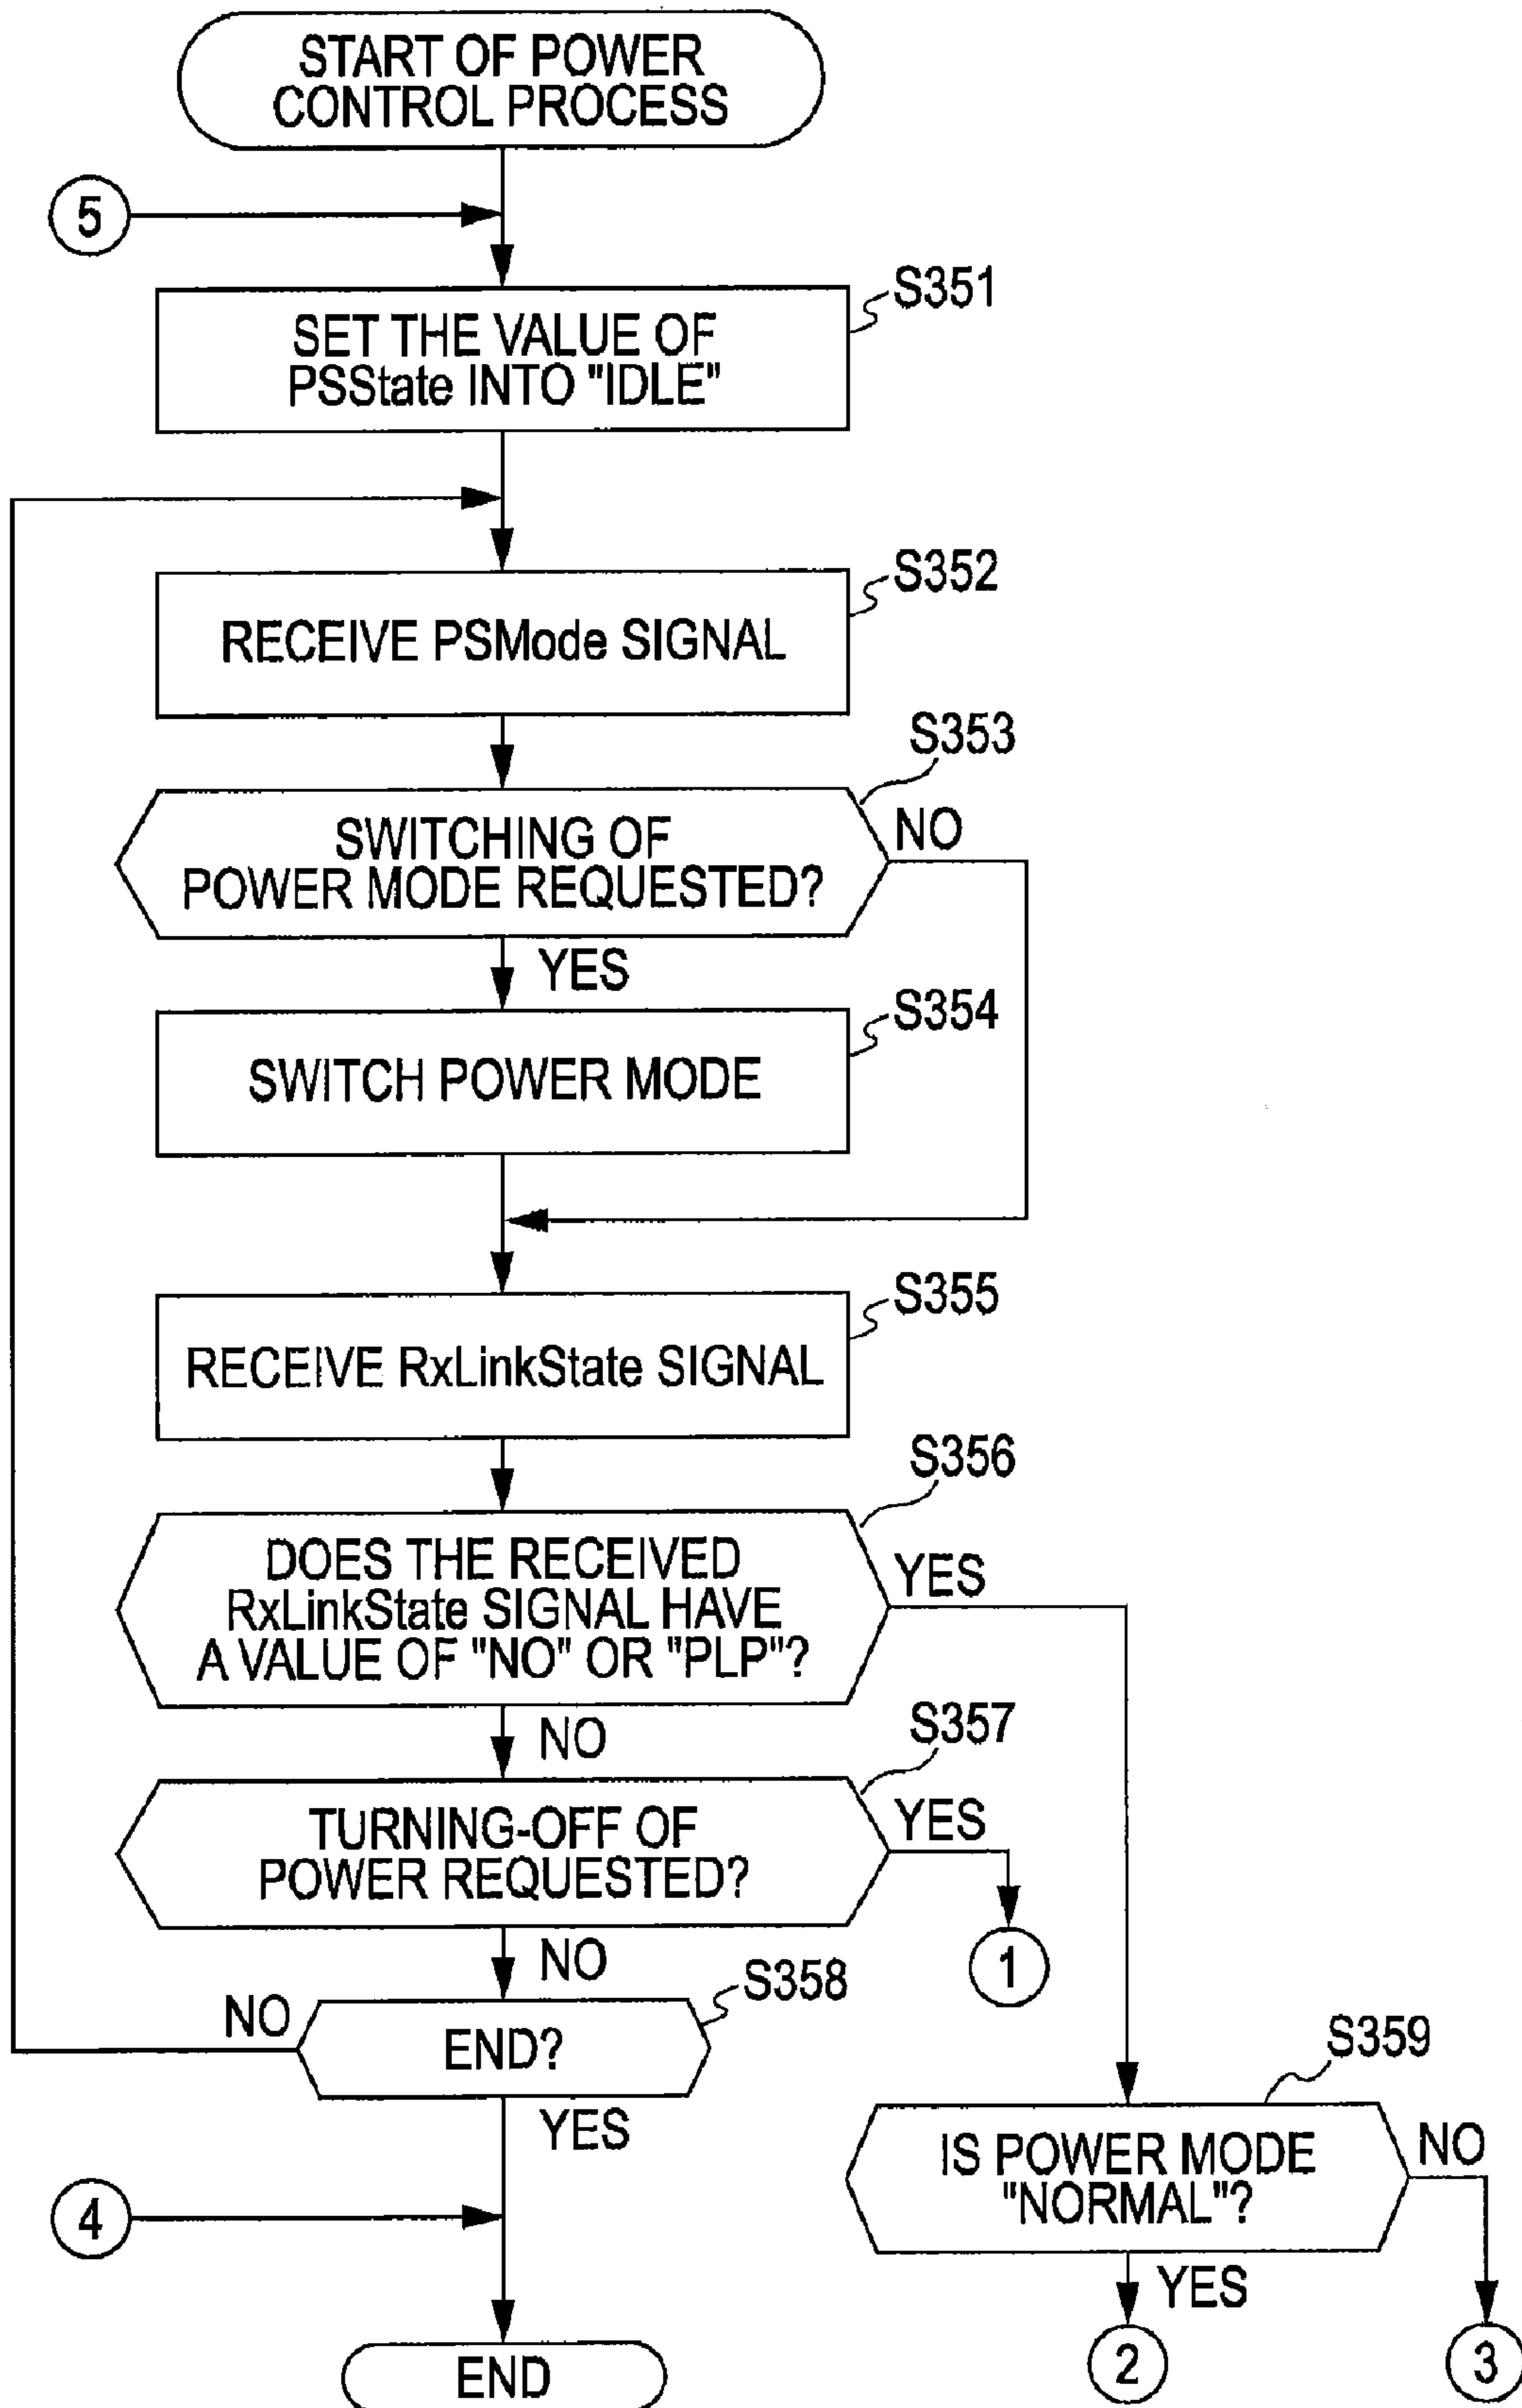 START OF POWER
CONTROL PROCESS
5
S351
SET THE VALUE OF
PSState INTO "IDLE"
S352
RECEIVE PSMode SIGNAL
S353
SWITCHING OF
POWER MODE REQUESTED?
NO
YES
S354
SWITCH POWER MODE
S355
RECEIVE RxLinkState SIGNAL
S356
DOES THE RECEIVED
RxLinkState SIGNAL HAVE
A VALUE OF "NO" OR "PLP"?
YES
NO
S357
TURNING-OFF OF
POWER REQUESTED?
YES
NO
1
S358
NO
END?
YES
S359
IS POWER MODE
"NORMAL"?
NO
YES
4
2
3
END